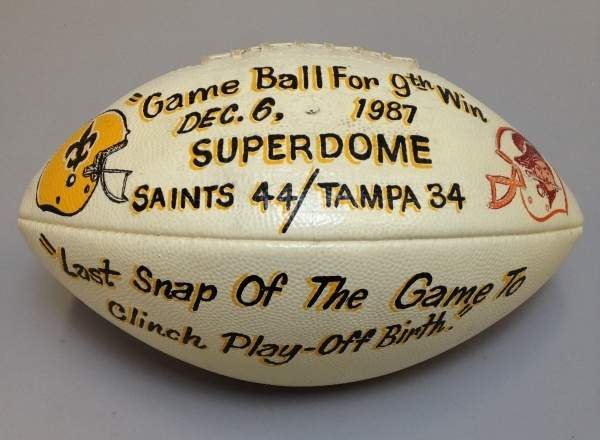 "Game Ball For 9th Win
DEC. 6, 1987
SUPERDOME
SAINTS 44/TAMPA 34
"Last Snap Of The Game To
Clinch Play-Off Birth."